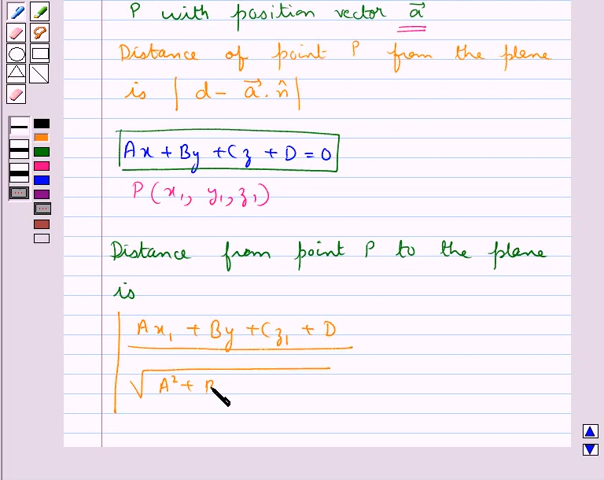 P with position vector a⃗
Distance of point P from the plane
is | d - a⃗ . n̂ |
Ax + By + Cz + D = 0
P(x₁, y₁, z₁)
Distance from point P to the plane
is
| Ax₁ + By + Cz₁ + D
√ A² + B